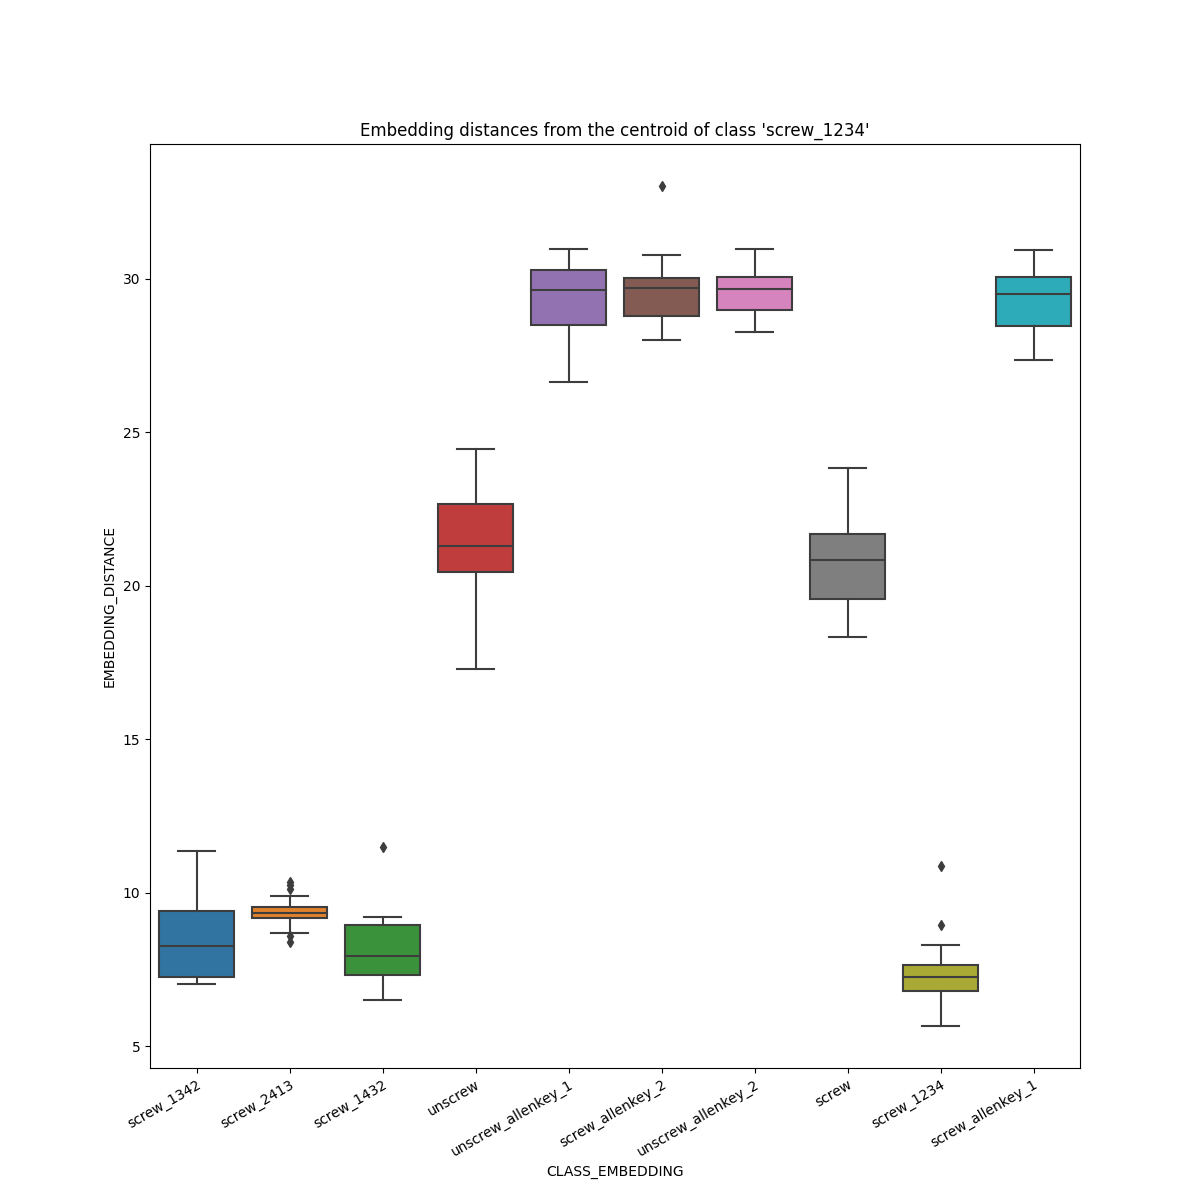 Embedding distances from the centroid of class 'screw_1234'
EMBEDDING_DISTANCE
30
25
20
15
10
5
screw_1342
screw_2413
screw_1432
unscrew
unscrew_allenkey_1
screw_allenkey_2
unscrew_allenkey_2
screw
screw_1234
screw_allenkey_1
CLASS_EMBEDDING